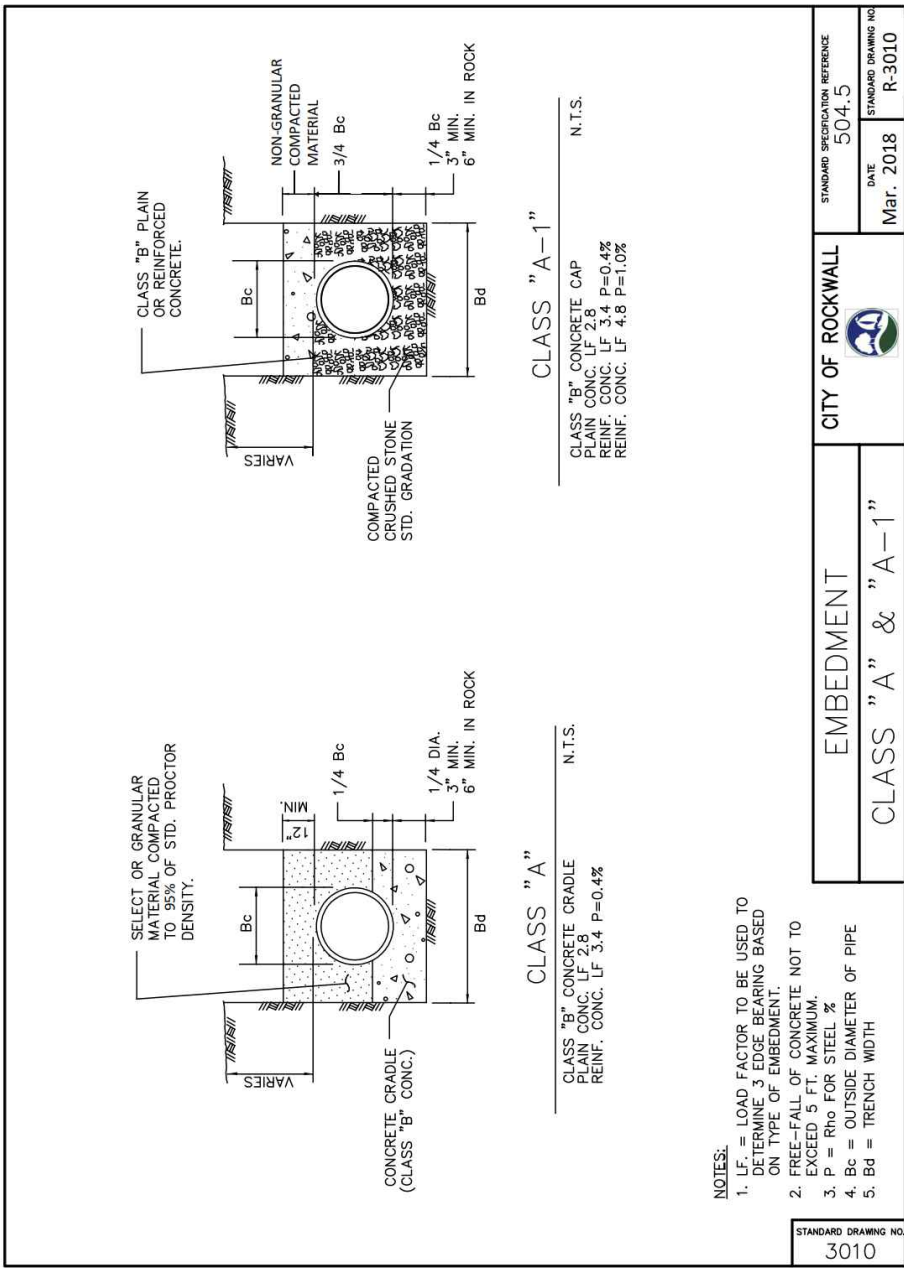 SELECT OR GRANULAR
MATERIAL COMPACTED
TO 95% OF STD. PROCTOR
DENSITY.
VARIES
Bc
12"
MIN.
1/4 Bc
1/4 DIA.
3" MIN.
6" MIN. IN ROCK
CONCRETE CRADLE
(CLASS "B" CONC.)
Bd
CLASS "A"
N.T.S.
CLASS "B" CONCRETE CRADLE
PLAIN CONC. LF 2.8
REINF. CONC. LF 3.4 P=0.4%
CLASS "B" PLAIN
OR REINFORCED
CONCRETE.
VARIES
Bc
NON-GRANULAR
COMPACTED
MATERIAL
3/4 Bc
1/4 Bc
3" MIN.
6" MIN. IN ROCK
COMPACTED
CRUSHED STONE
STD. GRADATION
Bd
CLASS "A-1"
N.T.S.
CLASS "B" CONCRETE CAP
PLAIN CONC. LF 2.8
REINF. CONC. LF 3.4 P=0.4%
REINF. CONC. LF 4.8 P=1.0%
NOTES:
1. LF. = LOAD FACTOR TO BE USED TO
DETERMINE 3 EDGE BEARING BASED
ON TYPE OF EMBEDMENT.
2. FREE-FALL OF CONCRETE NOT TO
EXCEED 5 FT. MAXIMUM.
3. P = Rho FOR STEEL %
4. Bc = OUTSIDE DIAMETER OF PIPE
5. Bd = TRENCH WIDTH
EMBEDMENT
CLASS "A" & "A-1"
CITY OF ROCKWALL
STANDARD SPECIFICATION REFERENCE
504.5
DATE
Mar. 2018
STANDARD DRAWING NO.
R-3010
STANDARD DRAWING NO.
3010